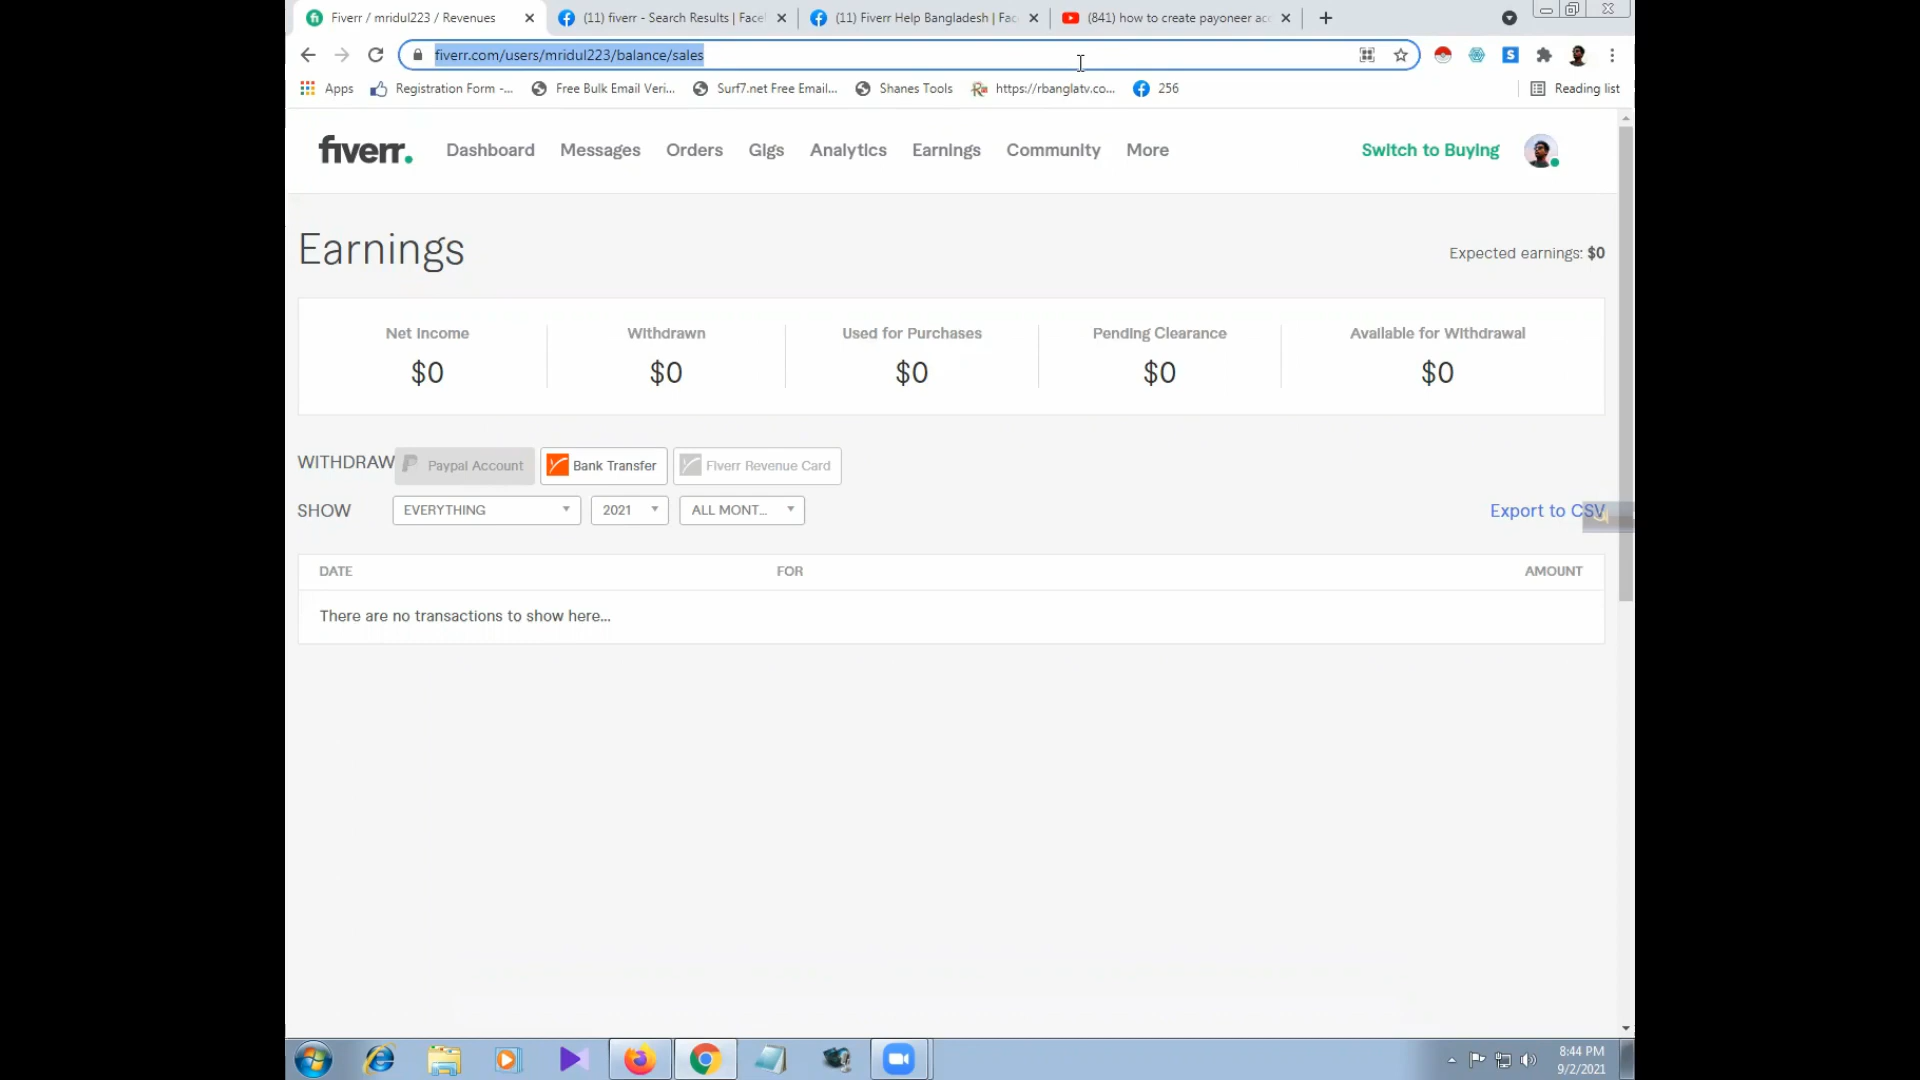 Fiverr / mridul223 / Revenues
(11) fiverr - Search Results | Face
(11) Fiverr Help Bangladesh | Fac
(841) how to create payoneer ac
fiverr.com/users/mridul223/balance/sales
Apps
Registration Form -...
Free Bulk Email Veri...
Surf7.net Free Email...
Shanes Tools
https://rbanglatv.co...
256
Reading list
fiverr.
Dashboard
Messages
Orders
Gigs
Analytics
Earnings
Community
More
Switch to Buying
Earnings
Expected earnings: $0
Net Income
Withdrawn
Used for Purchases
Pending Clearance
Available for Withdrawal
$0
$0
$0
$0
$0
WITHDRAW
Paypal Account
Bank Transfer
Fiverr Revenue Card
SHOW
EVERYTHING
2021
ALL MONT...
Export to CSV
DATE
FOR
AMOUNT
There are no transactions to show here...
8:44 PM
9/2/2021